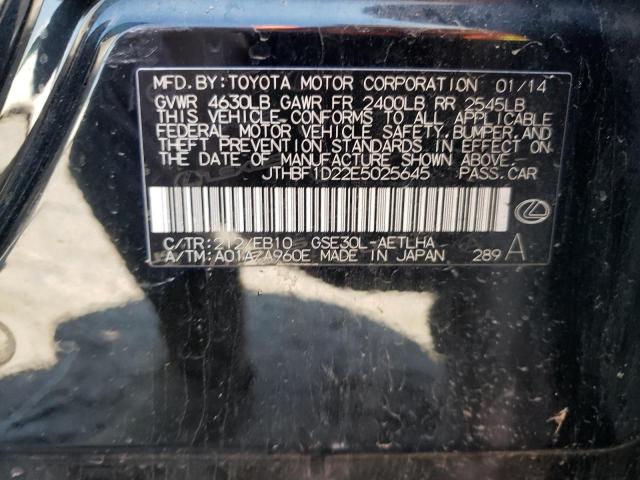 MFD. BY: TOYOTA MOTOR CORPORATION 01/14
GVWR 4630LB GAWR FR 2400LB RR 2545LB
THIS VEHICLE CONFORMS TO ALL APPLICABLE
FEDERAL MOTOR VEHICLE SAFETY, BUMPER, AND
THEFT PREVENTION STANDARDS IN EFFECT ON
THE DATE OF MANUFACTURE SHOWN ABOVE.
JTHBF1D22E5025645 PASS. CAR
C/TR: 212/EB10 GSE30L-AETLHA
A/TM: A01A/A960E MADE IN JAPAN 289 A